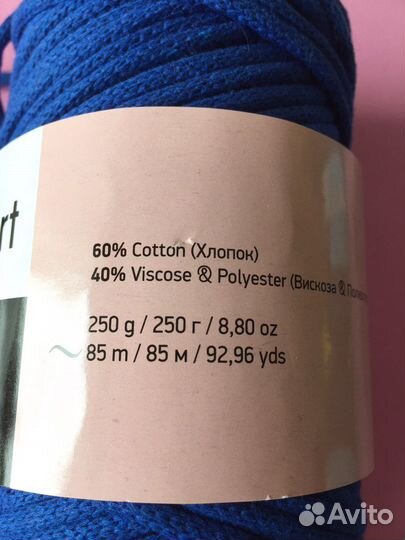 rt
60% Cotton (Хлопок)
40% Viscose & Polyester (Вискоза &
250 g / 250 г / 8,80 oz
85 m / 85 м / 92,96 yds
Avito